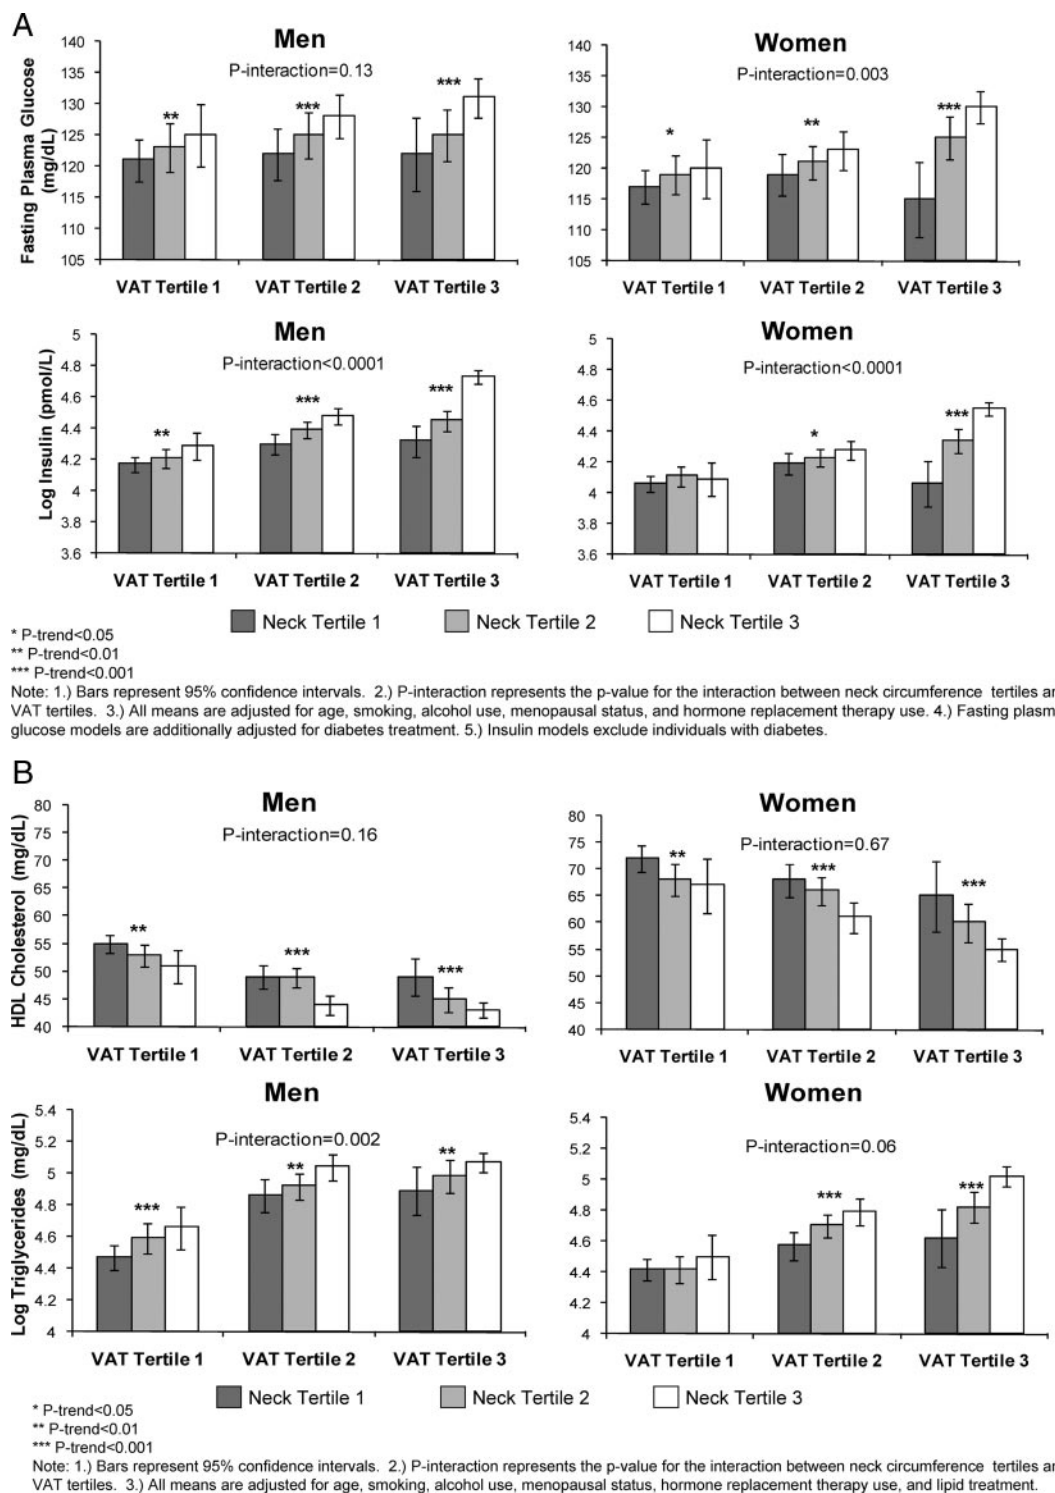 A
Men
P-interaction=0.13
Fasting Plasma Glucose
(mg/dL)
140
135
130
125
120
115
110
105
**
***
***
VAT Tertile 1
VAT Tertile 2
VAT Tertile 3
Women
P-interaction=0.003
140
135
130
125
120
115
110
105
*
**
***
VAT Tertile 1
VAT Tertile 2
VAT Tertile 3
Men
P-interaction<0.0001
Log Insulin (pmol/L)
5
4.8
4.6
4.4
4.2
4
3.8
3.6
**
***
***
VAT Tertile 1
VAT Tertile 2
VAT Tertile 3
Women
P-interaction<0.0001
5
4.8
4.6
4.4
4.2
4
3.8
3.6
*
***
VAT Tertile 1
VAT Tertile 2
VAT Tertile 3
Neck Tertile 1
Neck Tertile 2
Neck Tertile 3
* P-trend<0.05
** P-trend<0.01
*** P-trend<0.001
Note: 1.) Bars represent 95% confidence intervals. 2.) P-interaction represents the p-value for the interaction between neck circumference tertiles an
VAT tertiles. 3.) All means are adjusted for age, smoking, alcohol use, menopausal status, and hormone replacement therapy use. 4.) Fasting plasm
glucose models are additionally adjusted for diabetes treatment. 5.) Insulin models exclude individuals with diabetes.
B
Men
P-interaction=0.16
HDL Cholesterol (mg/dL)
80
75
70
65
60
55
50
45
40
**
***
***
VAT Tertile 1
VAT Tertile 2
VAT Tertile 3
Women
P-interaction=0.67
80
75
70
65
60
55
50
45
40
**
***
***
VAT Tertile 1
VAT Tertile 2
VAT Tertile 3
Men
P-interaction=0.002
Log Triglycerides (mg/dL)
5.4
5.2
5
4.8
4.6
4.4
4.2
4
***
**
**
VAT Tertile 1
VAT Tertile 2
VAT Tertile 3
Women
P-interaction=0.06
5.4
5.2
5
4.8
4.6
4.4
4.2
4
***
***
VAT Tertile 1
VAT Tertile 2
VAT Tertile 3
Neck Tertile 1
Neck Tertile 2
Neck Tertile 3
* P-trend<0.05
** P-trend<0.01
*** P-trend<0.001
Note: 1.) Bars represent 95% confidence intervals. 2.) P-interaction represents the p-value for the interaction between neck circumference tertiles an
VAT tertiles. 3.) All means are adjusted for age, smoking, alcohol use, menopausal status, hormone replacement therapy use, and lipid treatment.